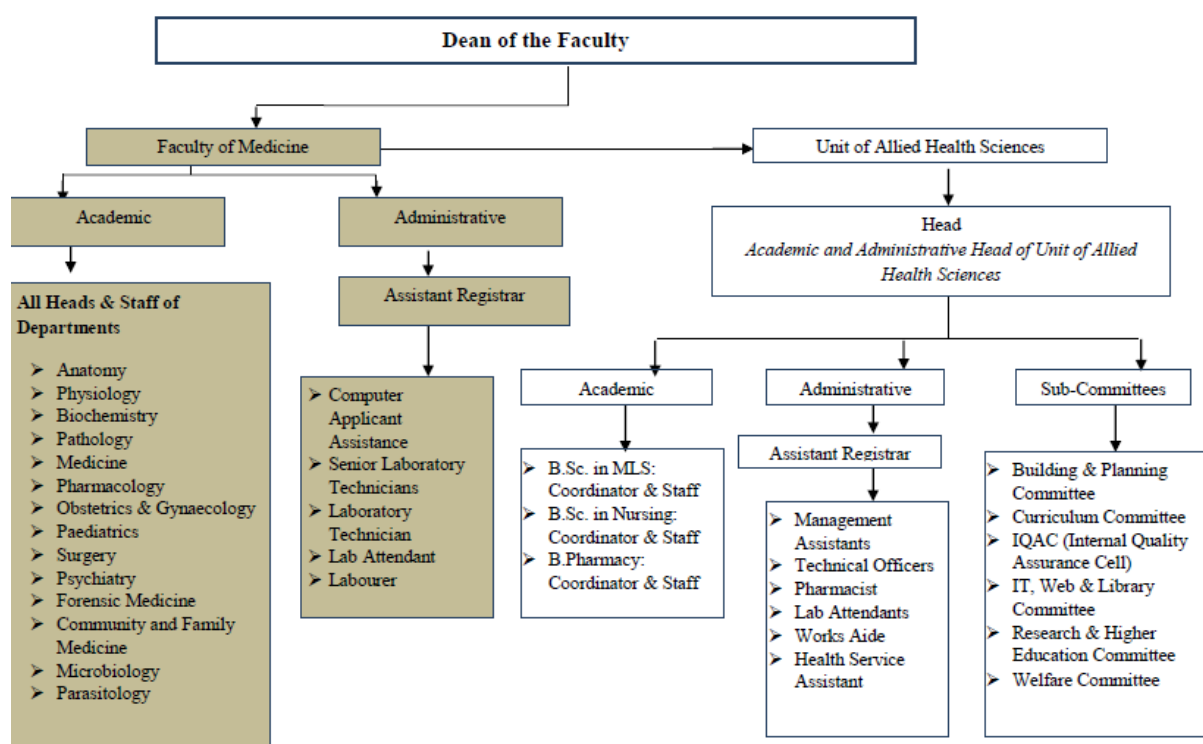 Dean of the Faculty
Faculty of Medicine
Unit of Allied Health Sciences
Academic
Administrative
Head
Academic and Administrative Head of Unit of Allied
Health Sciences
All Heads & Staff of
Departments
➢ Anatomy
➢ Physiology
➢ Biochemistry
➢ Pathology
➢ Medicine
➢ Pharmacology
➢ Obstetrics & Gynaecology
➢ Paediatrics
➢ Surgery
➢ Psychiatry
➢ Forensic Medicine
➢ Community and Family
Medicine
➢ Microbiology
➢ Parasitology
Assistant Registrar
➢ Computer
Applicant
Assistance
➢ Senior Laboratory
Technicians
➢ Laboratory
Technician
➢ Lab Attendant
➢ Labourer
Academic
➢ B.Sc. in MLS:
Coordinator & Staff
➢ B.Sc. in Nursing:
Coordinator & Staff
➢ B.Pharmacy:
Coordinator & Staff
Administrative
Assistant Registrar
➢ Management
Assistants
➢ Technical Officers
➢ Pharmacist
➢ Lab Attendants
➢ Works Aide
➢ Health Service
Assistant
Sub-Committees
➢ Building & Planning
Committee
➢ Curriculum Committee
➢ IQAC (Internal Quality
Assurance Cell)
➢ IT, Web & Library
Committee
➢ Research & Higher
Education Committee
➢ Welfare Committee